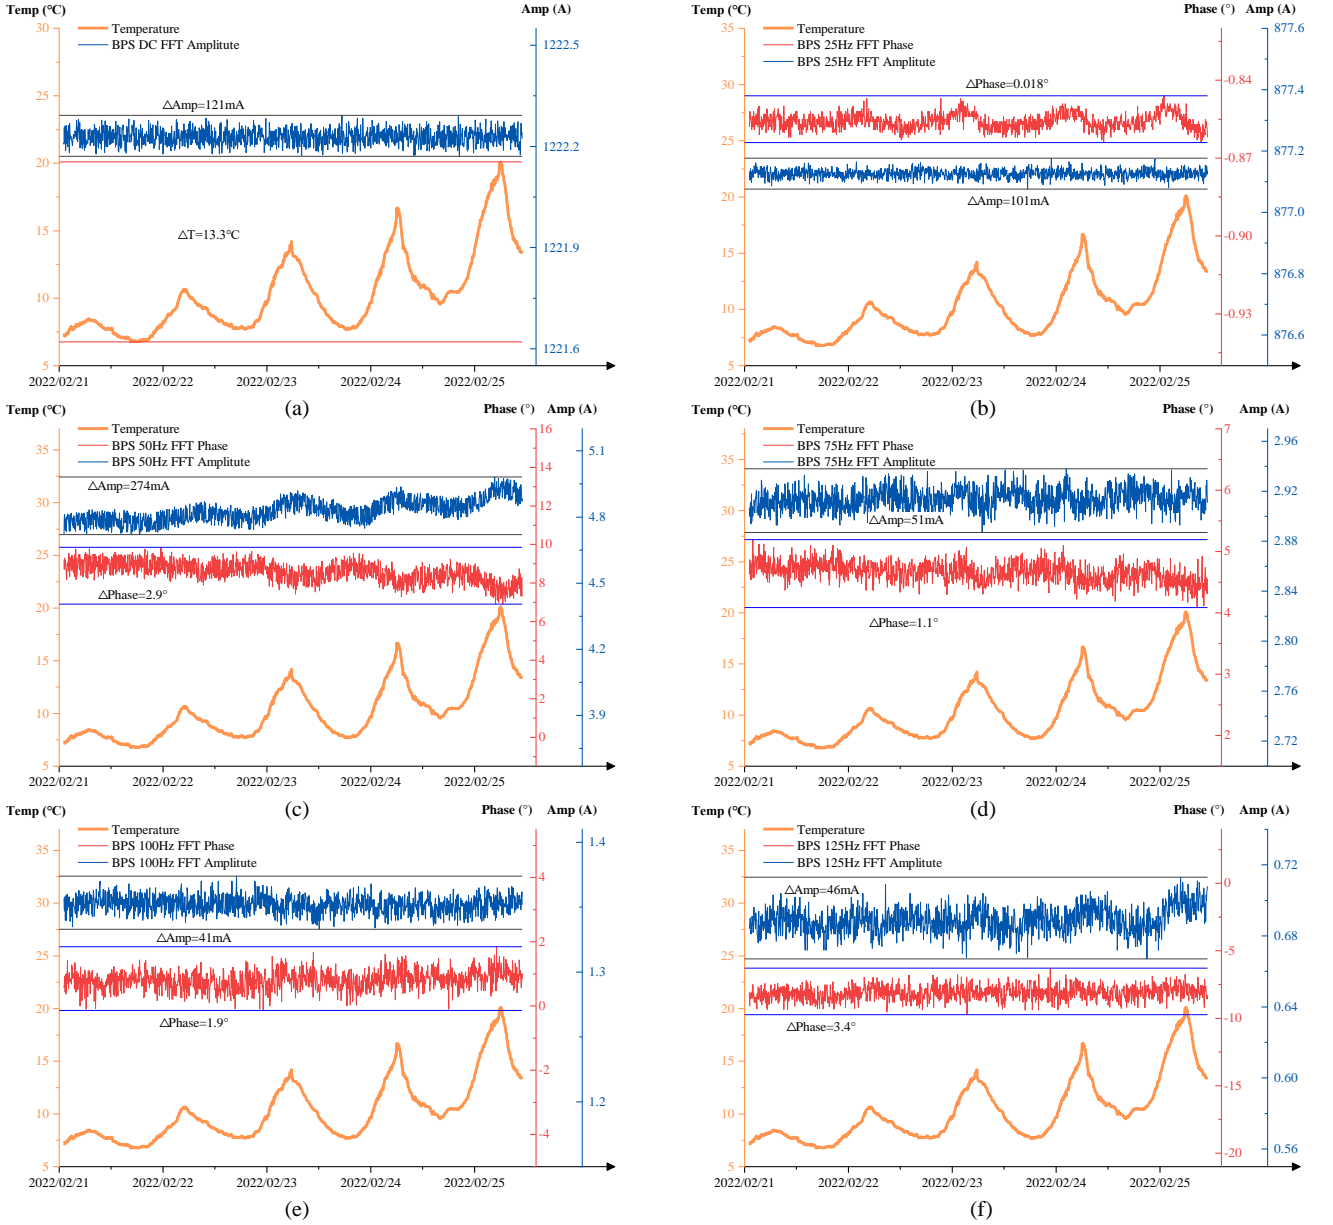 Temp (℃) Amp (A)
30 Temperature
BPS DC FFT Amplitute 1222.5
25
△Amp=121mA
1222.2
20
△T=13.3℃
15
1221.9
10
1221.6
5
2022/02/21 2022/02/22 2022/02/23 2022/02/24 2022/02/25
(a)
Temp (℃) Phase (°) Amp (A)
35 Temperature 877.6
BPS 25Hz FFT Phase
BPS 25Hz FFT Amplitute
30 -0.84 877.4
△Phase=0.018°
25
-0.87 877.2
20
△Amp=101mA 877.0
15 -0.90
876.8
10
-0.93
876.6
5
2022/02/21 2022/02/22 2022/02/23 2022/02/24 2022/02/25
(b)
Temp (℃) Phase (°) Amp (A)
Temperature 16
35 BPS 50Hz FFT Phase 5.1
BPS 50Hz FFT Amplitute 14
△Amp=274mA
30 12
4.8
10
25
8 4.5
△Phase=2.9°
20 6
4.2
15 4
2
10 3.9
0
5
2022/02/21 2022/02/22 2022/02/23 2022/02/24 2022/02/25
(c)
Temp (℃) Phase (°) Amp (A)
Temperature 7
35 BPS 75Hz FFT Phase 2.96
BPS 75Hz FFT Amplitute
6 2.92
30 △Amp=51mA
2.88
25 5
2.84
20 4
△Phase=1.1° 2.80
15
3
2.76
10
2 2.72
5
2022/02/21 2022/02/22 2022/02/23 2022/02/24 2022/02/25
(d)
Temp (℃) Phase (°) Amp (A)
Temperature
35 BPS 100Hz FFT Phase 1.4
BPS 100Hz FFT Amplitute
4
30
△Amp=41mA 2
25 1.3
0
20
△Phase=1.9°
15 -2
10 1.2
-4
5
2022/02/21 2022/02/22 2022/02/23 2022/02/24 2022/02/25
(e)
Temp (℃) Phase (°) Amp (A)
Temperature
35 BPS 125Hz FFT Phase
BPS 125Hz FFT Amplitute 0.72
△Amp=46mA 0
30
0.68
-5
25
0.64
20 -10
△Phase=3.4°
15 0.60
-15
10
-20 0.56
5
2022/02/21 2022/02/22 2022/02/23 2022/02/24 2022/02/25
(f)